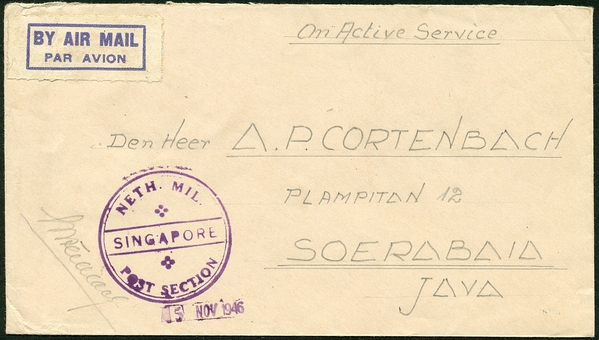 BY AIR MAIL
PAR AVION
On Active Service
Den Heer A.P. CORTENBACH
PLAMPITAN 12
SOERABAIA
JAVA
NETH. MIL.
SINGAPORE
POST SECTION
15 NOV 1946